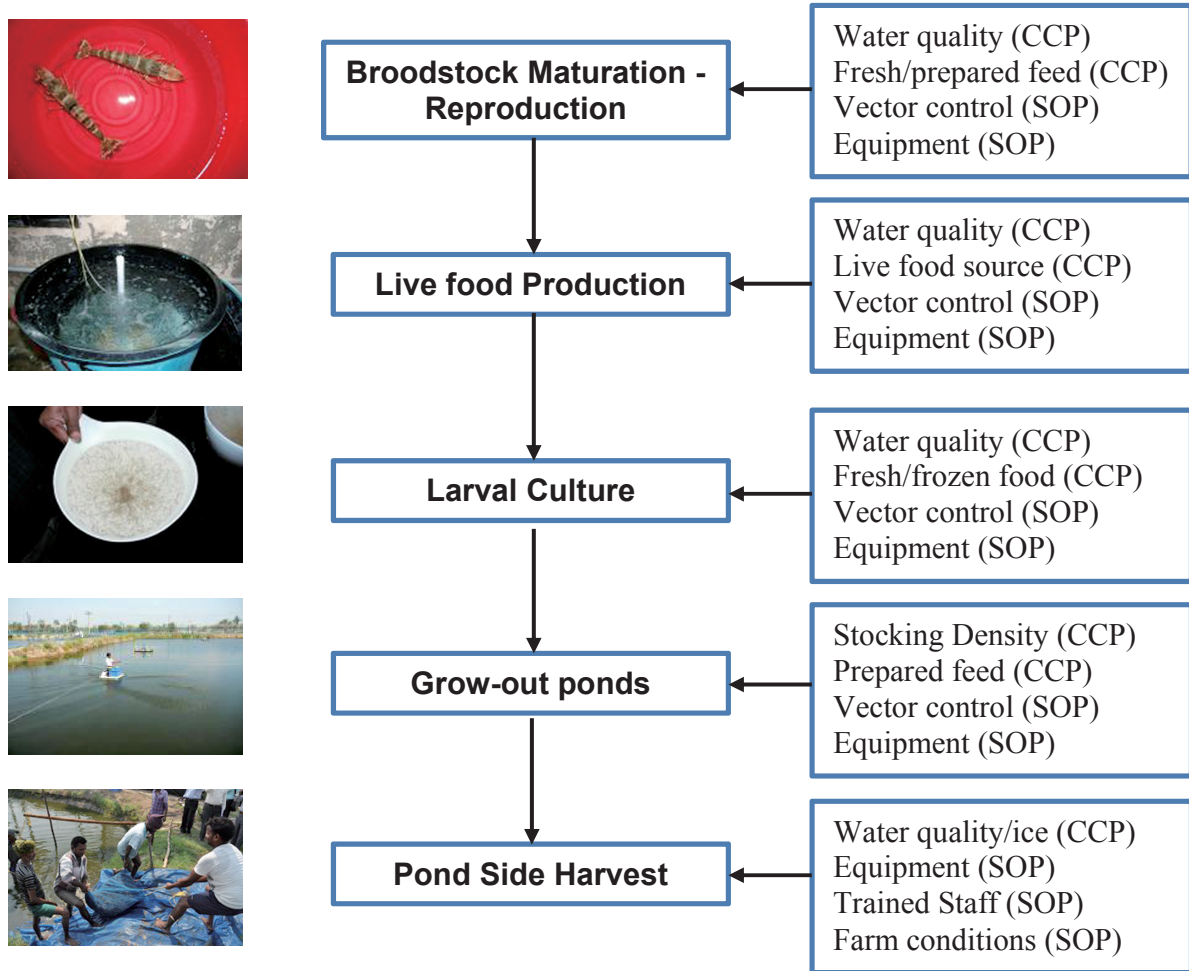 Broodstock Maturation -
Reproduction
Water quality (CCP)
Fresh/prepared feed (CCP)
Vector control (SOP)
Equipment (SOP)
Live food Production
Water quality (CCP)
Live food source (CCP)
Vector control (SOP)
Equipment (SOP)
Larval Culture
Water quality (CCP)
Fresh/frozen food (CCP)
Vector control (SOP)
Equipment (SOP)
Grow-out ponds
Stocking Density (CCP)
Prepared feed (CCP)
Vector control (SOP)
Equipment (SOP)
Pond Side Harvest
Water quality/ice (CCP)
Equipment (SOP)
Trained Staff (SOP)
Farm conditions (SOP)